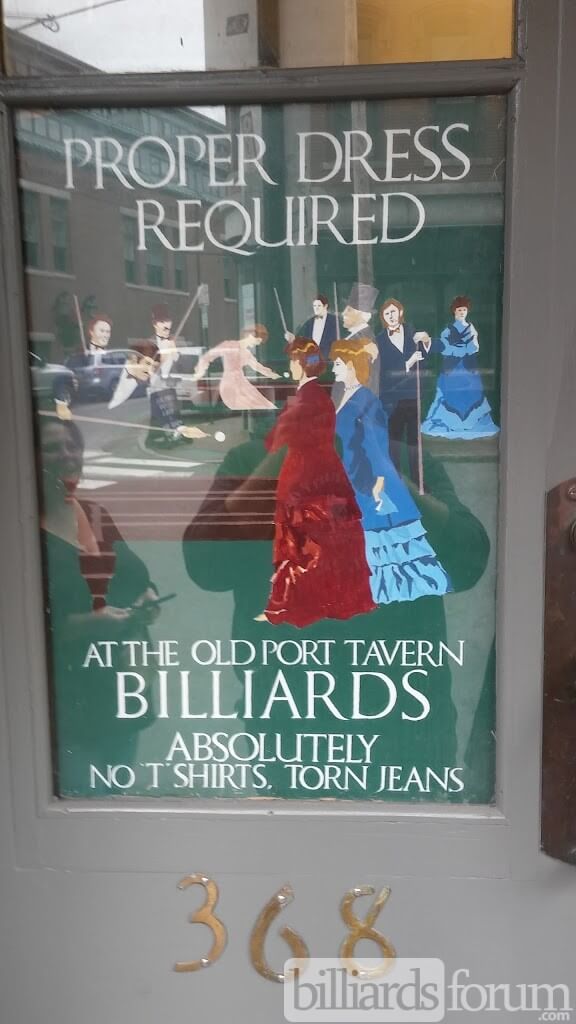 PROPER DRESS
REQUIRED
AT THE OLD PORT TAVERN
BILLIARDS
ABSOLUTELY
NO 'T' SHIRTS, TORN JEANS
368
billiardsforum
.com